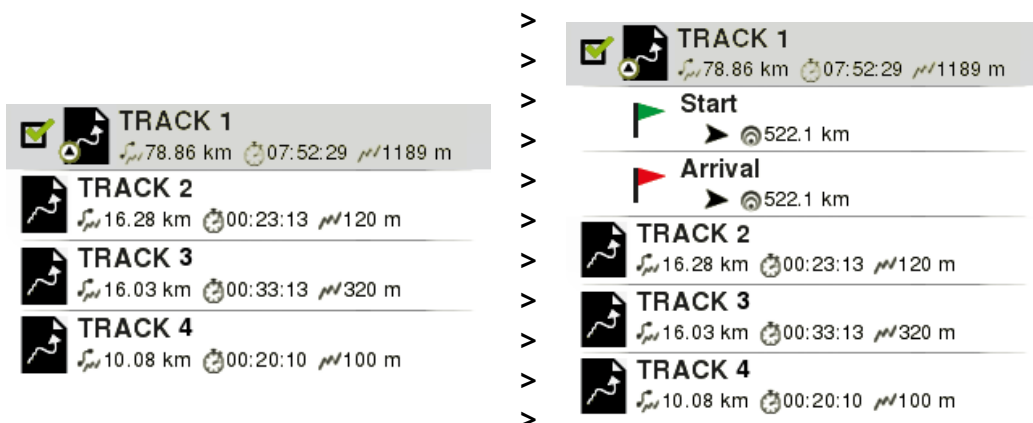 TRACK 1
78.86 km 07:52:29 1189 m
TRACK 2
16.28 km 00:23:13 120 m
TRACK 3
16.03 km 00:33:13 320 m
TRACK 4
10.08 km 00:20:10 100 m
>
>
>
>
>
>
>
>
>
>
>
TRACK 1
78.86 km 07:52:29 1189 m
Start
522.1 km
Arrival
522.1 km
TRACK 2
16.28 km 00:23:13 120 m
TRACK 3
16.03 km 00:33:13 320 m
TRACK 4
10.08 km 00:20:10 100 m